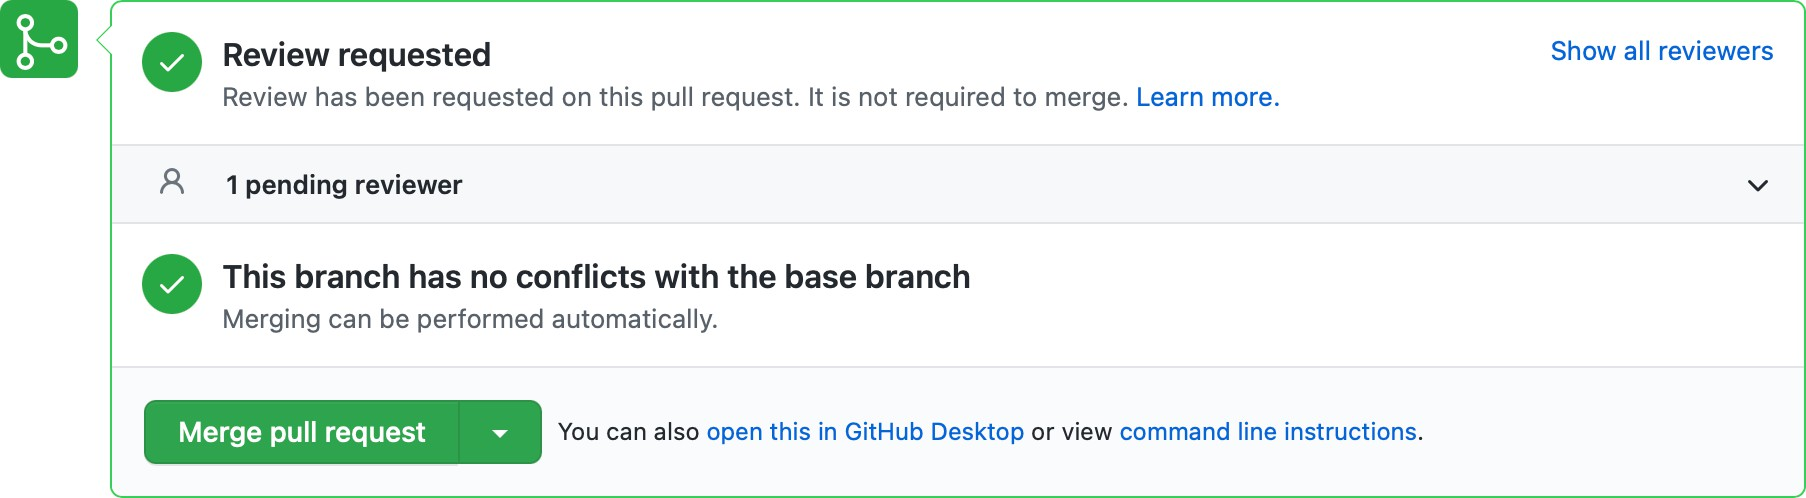 Review requested
Show all reviewers
Review has been requested on this pull request. It is not required to merge. Learn more.
1 pending reviewer
This branch has no conflicts with the base branch
Merging can be performed automatically.
Merge pull request
You can also open this in GitHub Desktop or view command line instructions.